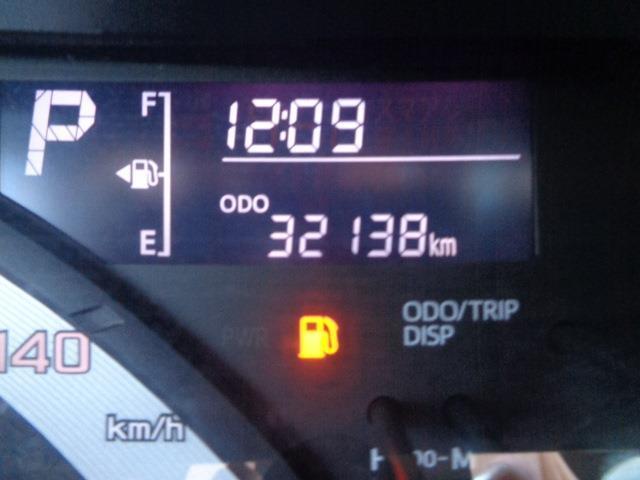 P
F
12:09
E
ODO
32138km
ODO/TRIP
DISP
PWR
140
km/h